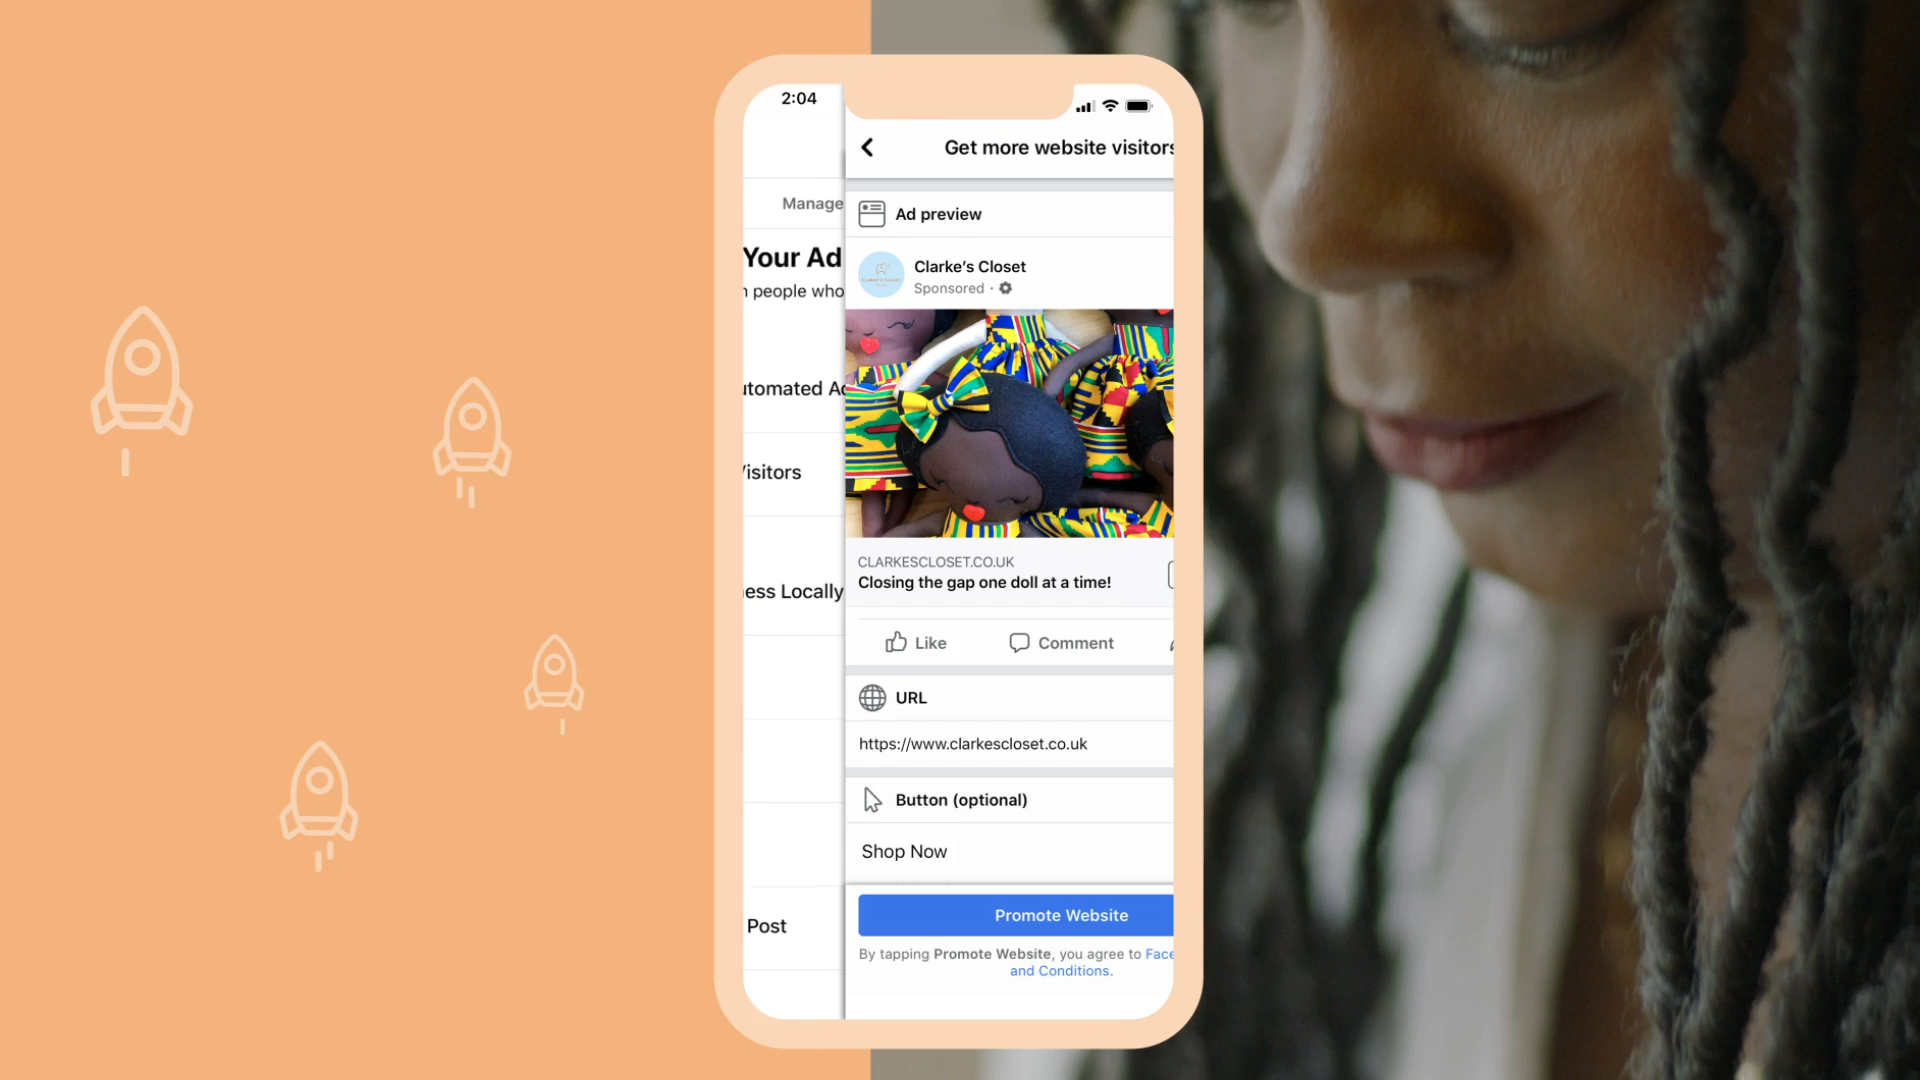 2:04
Get more website visitors
Manage
Ad preview
Your Ad
people who
Clarke's Closet
Sponsored ·
utomated Ad
Visitors
CLARKESCLOSET.CO.UK
Closing the gap one doll at a time!
ess Locally
Like
Comment
URL
https://www.clarkescloset.co.uk
Button (optional)
Shop Now
Post
Promote Website
By tapping Promote Website, you agree to Face
and Conditions.